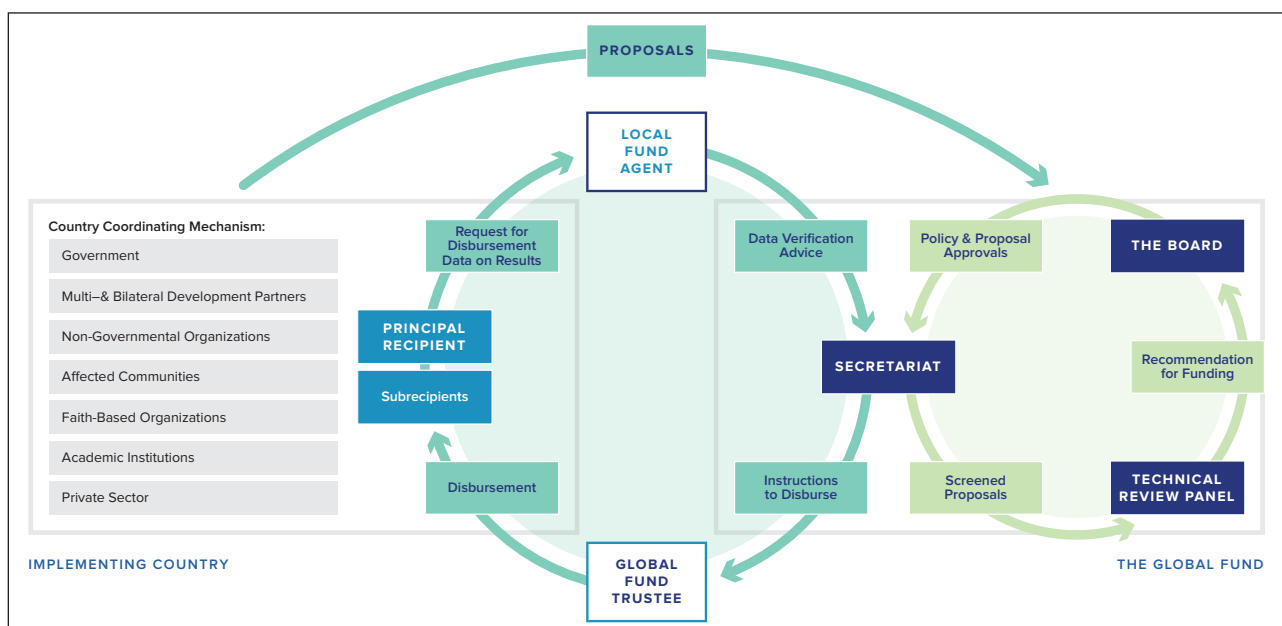 PROPOSALS
LOCAL
FUND
AGENT
Country Coordinating Mechanism:
Government
Multi–& Bilateral Development Partners
Non-Governmental Organizations
Affected Communities
Faith-Based Organizations
Academic Institutions
Private Sector
Request for
Disbursement
Data on Results
PRINCIPAL
RECIPIENT
Subrecipients
Disbursement
Data Verification
Advice
Policy & Proposal
Approvals
THE BOARD
SECRETARIAT
Recommendation
for Funding
Instructions
to Disburse
Screened
Proposals
TECHNICAL
REVIEW PANEL
IMPLEMENTING COUNTRY
GLOBAL
FUND
TRUSTEE
THE GLOBAL FUND